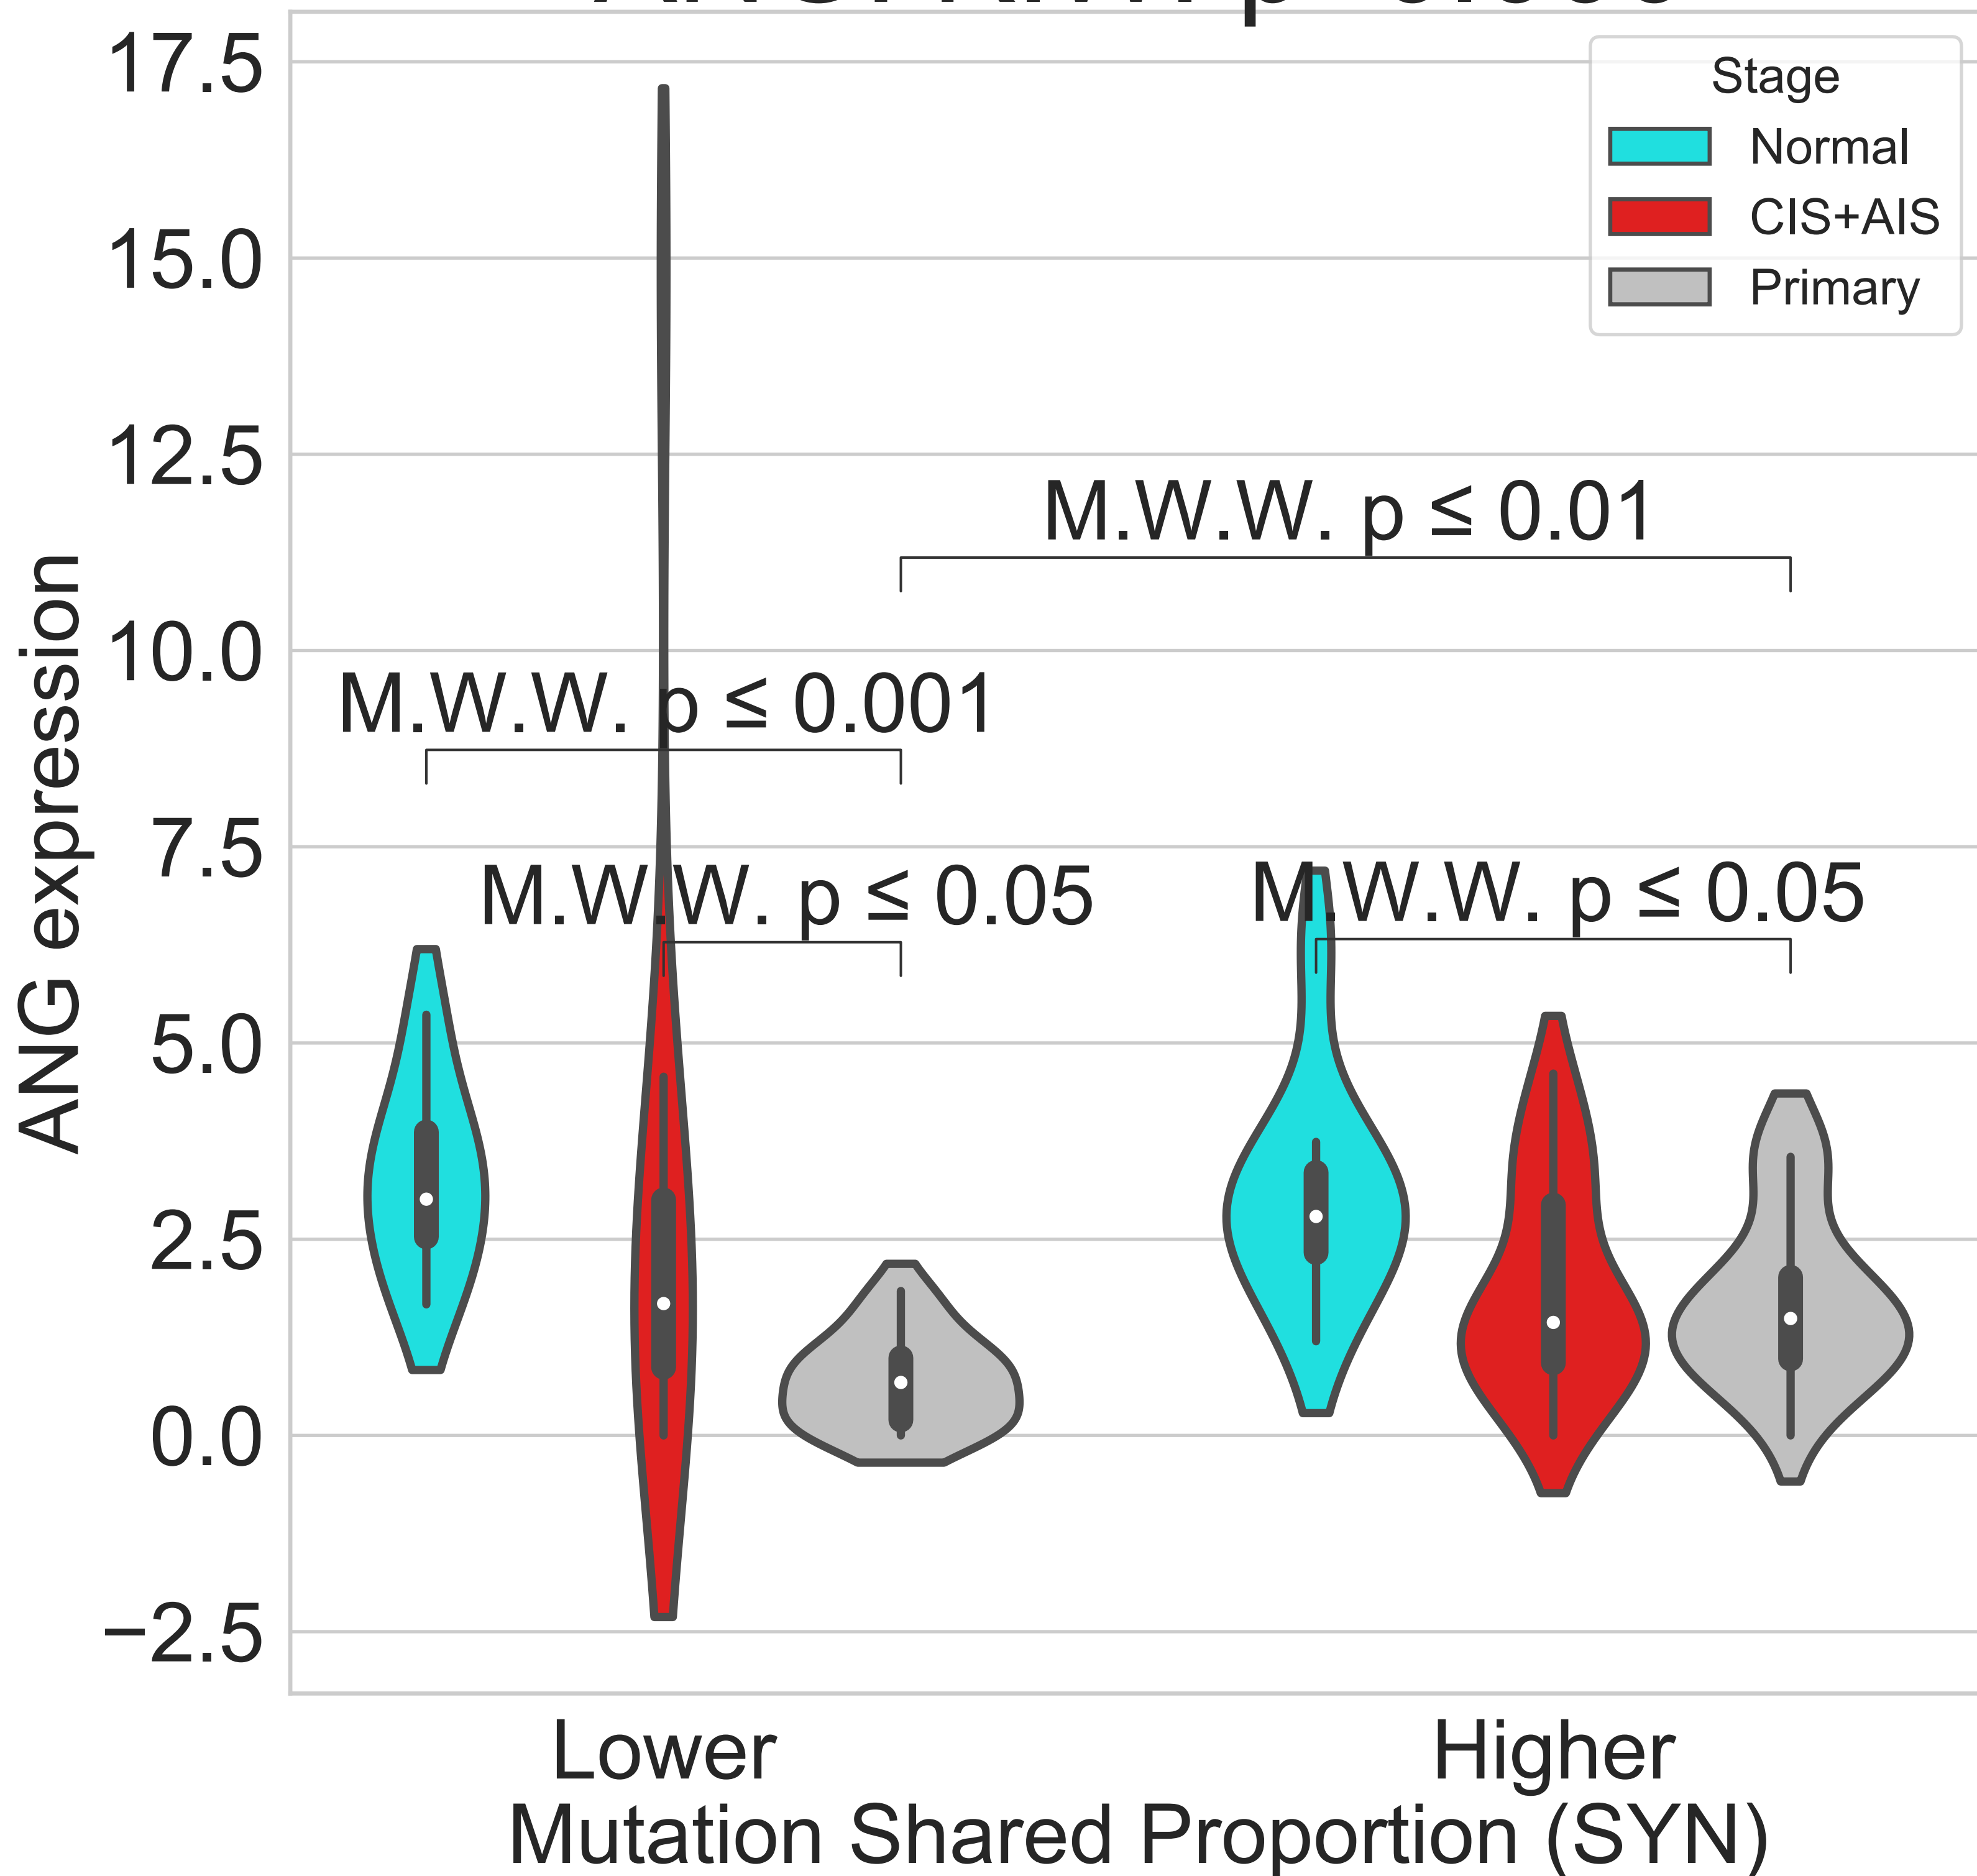 17.5
15.0
12.5
10.0
7.5
5.0
2.5
0.0
−2.5
ANG expression
Stage
Normal
CIS+AIS
Primary
M.W.W. p ≤ 0.01
M.W.W. p ≤ 0.001
M.W.W. p ≤ 0.05
M.W.W. p ≤ 0.05
Lower
Higher
Mutation Shared Proportion (SYN)